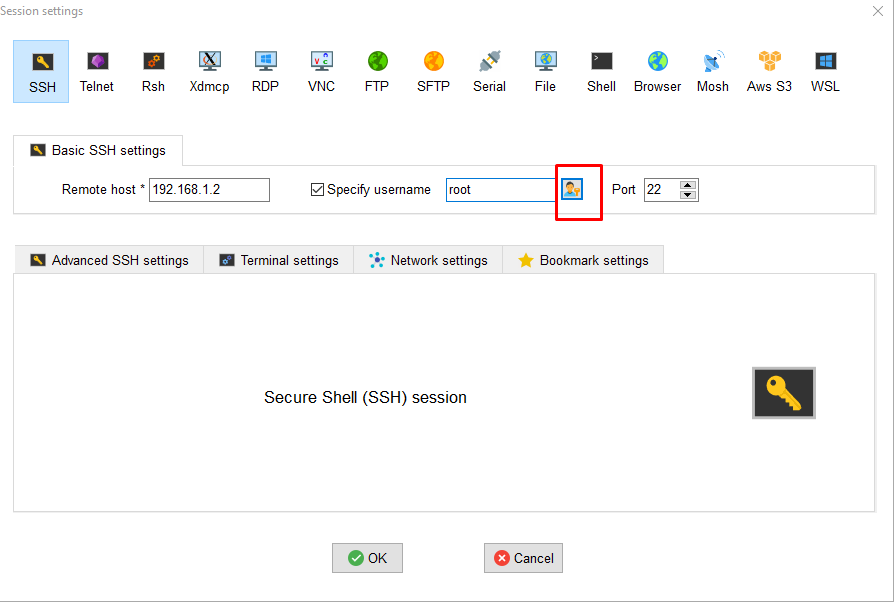 Session settings
SSH Telnet Rsh Xdmcp RDP VNC FTP SFTP Serial File Shell Browser Mosh Aws S3 WSL
Basic SSH settings
Remote host * 192.168.1.2 Specify username root Port 22
Advanced SSH settings Terminal settings Network settings Bookmark settings
Secure Shell (SSH) session
OK Cancel